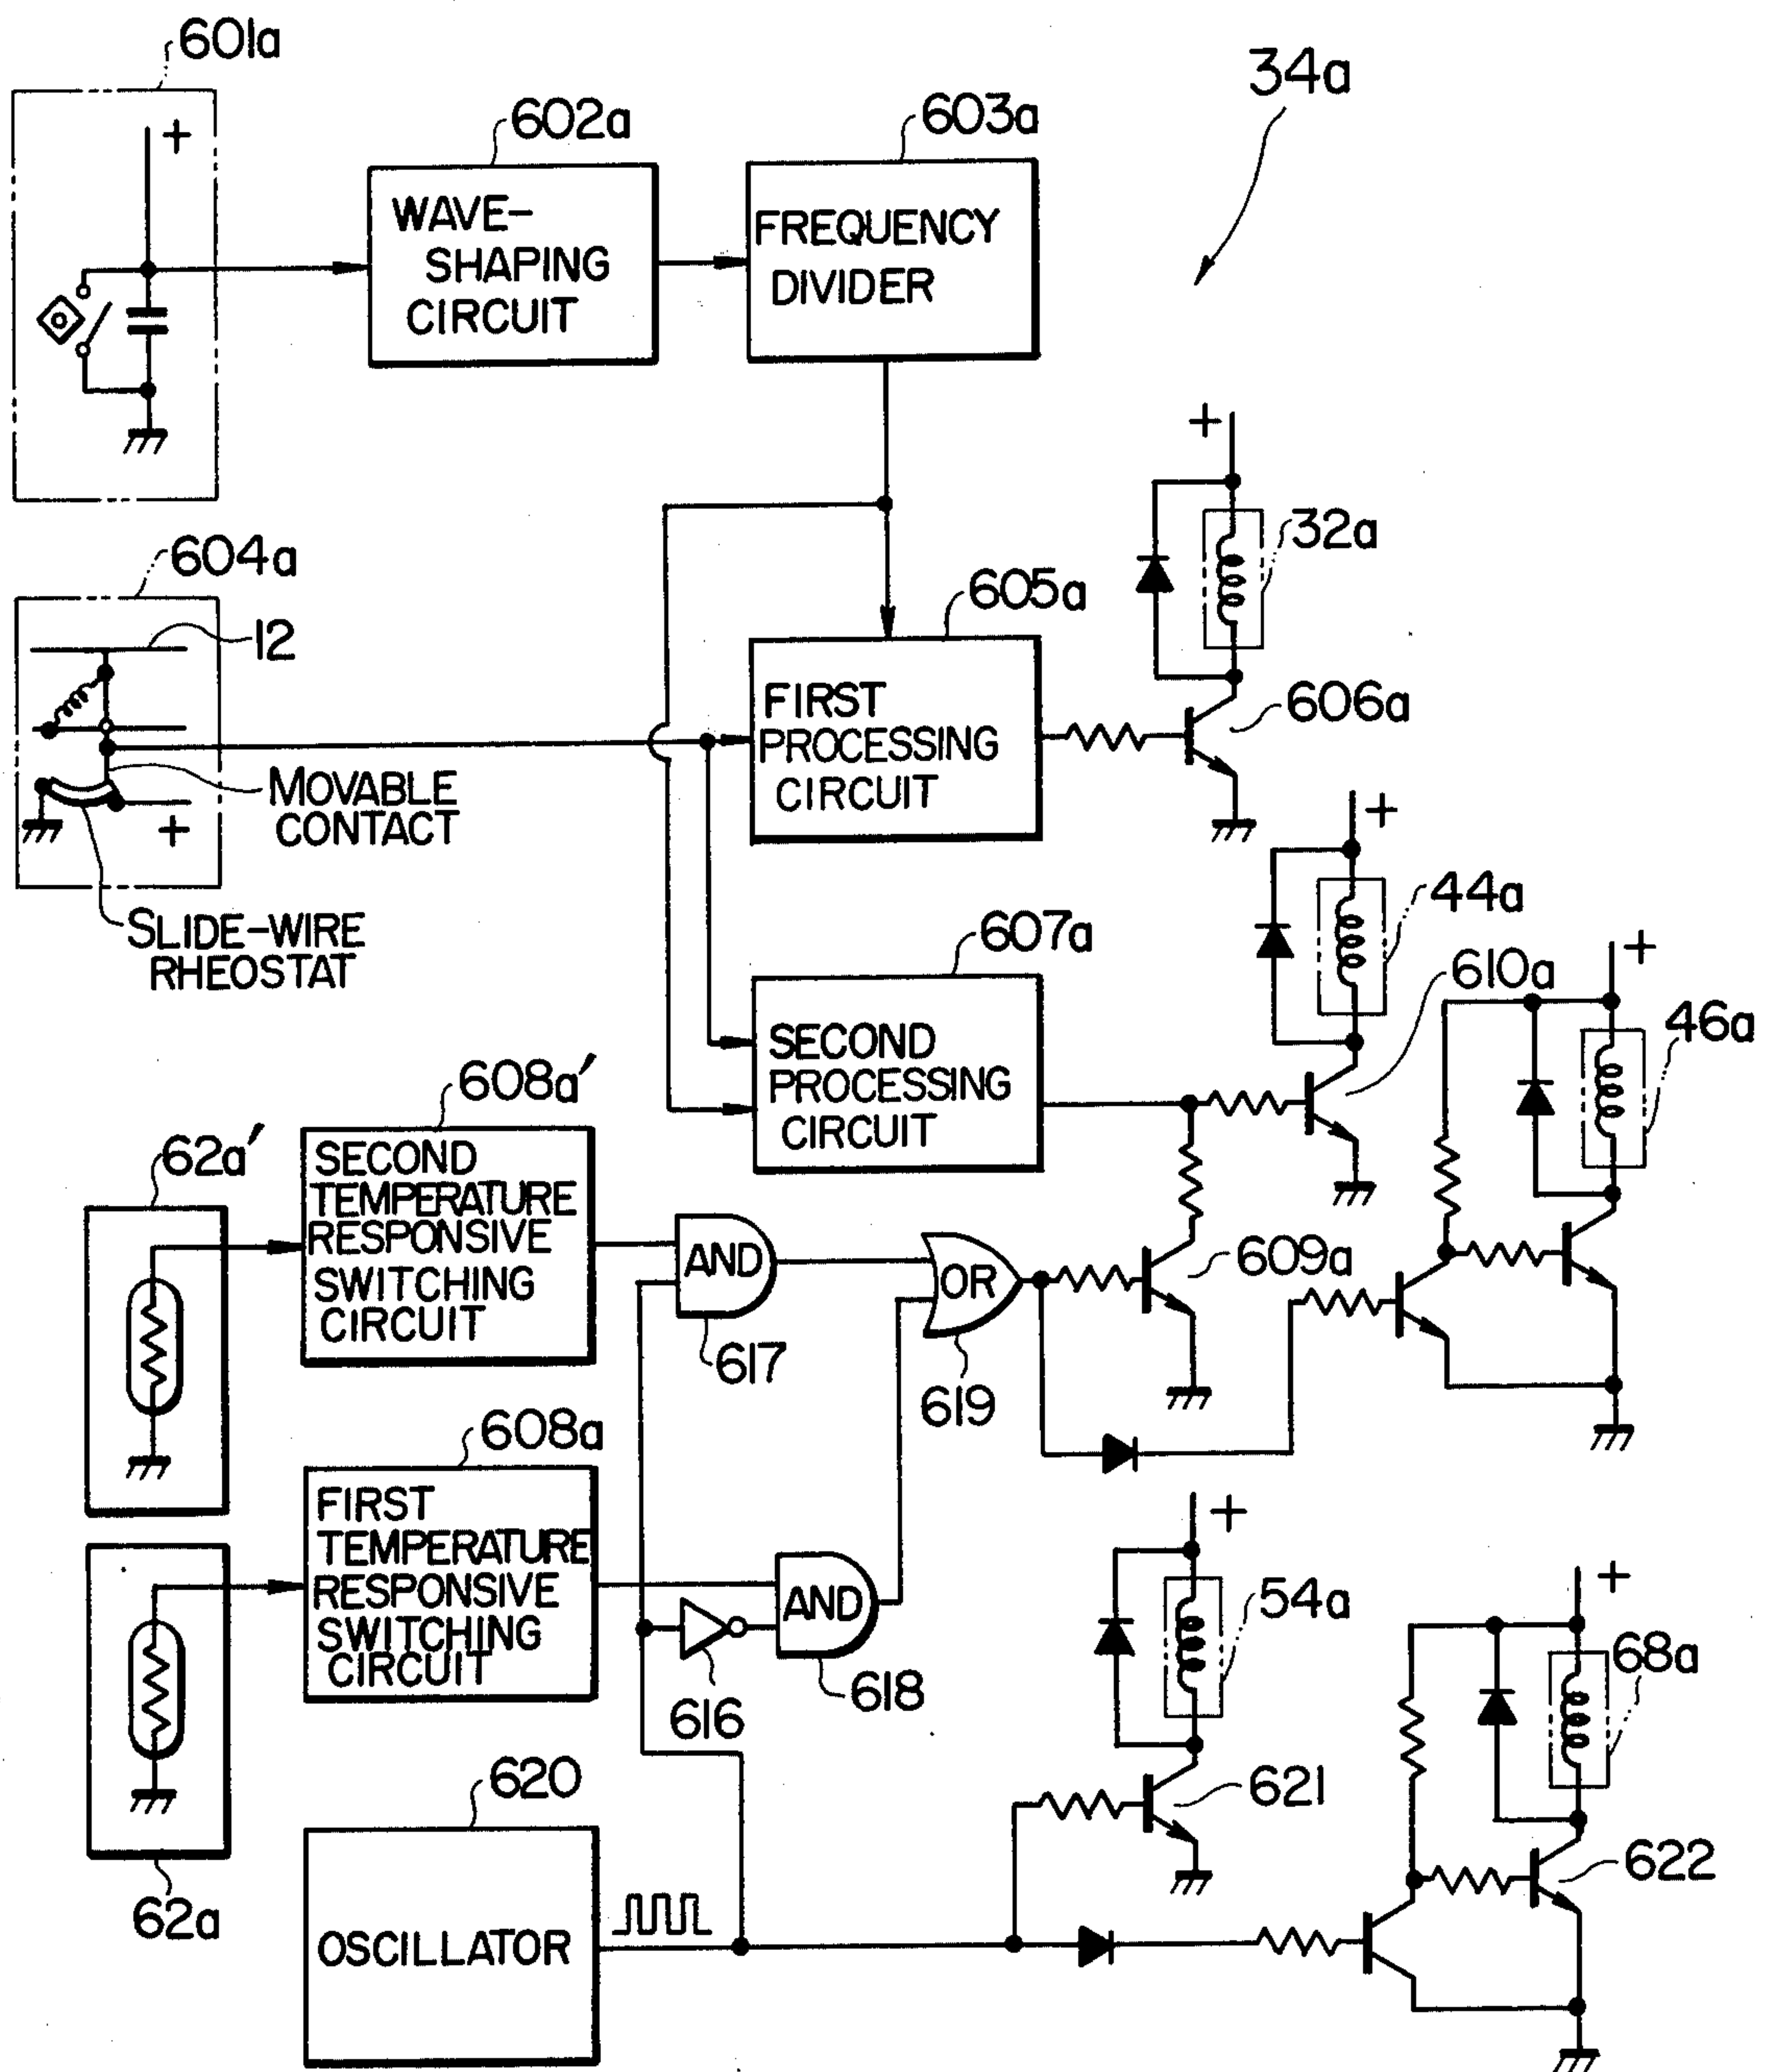 601a
34a
602a
603a
+
WAVE-
SHAPING
CIRCUIT
FREQUENCY
DIVIDER
+
32a
604a
605a
12
FIRST
PROCESSING
CIRCUIT
606a
MOVABLE
CONTACT
+
+
44a
SLIDE-WIRE
RHEOSTAT
607a
610a
+
46a
SECOND
PROCESSING
CIRCUIT
608a'
62a'
SECOND
TEMPERATURE
RESPONSIVE
SWITCHING
CIRCUIT
AND
OR
609a
617
619
608a
FIRST
TEMPERATURE
RESPONSIVE
SWITCHING
CIRCUIT
AND
+
54a
+
68a
616
618
620
621
622
62a
OSCILLATOR